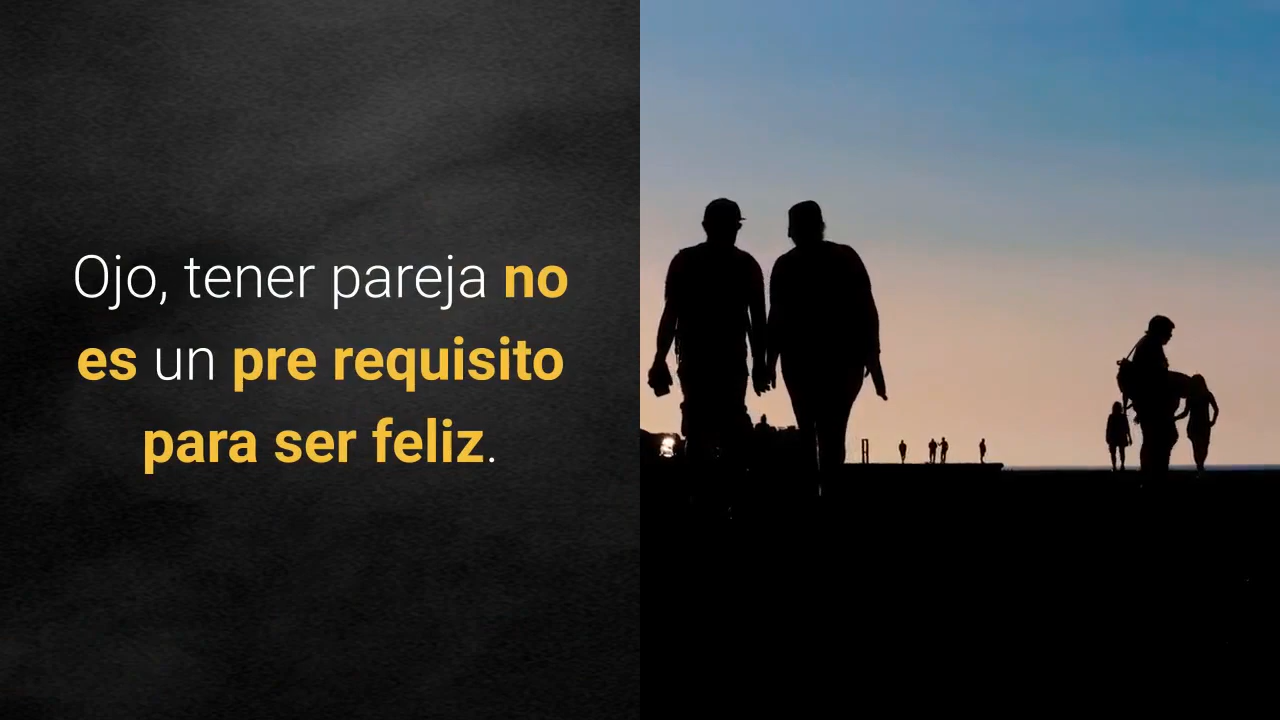 Ojo, tener pareja no
es un pre requisito
para ser feliz.